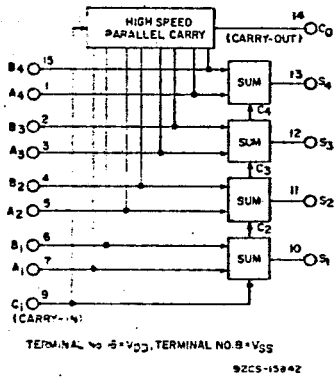 HIGH SPEED
PARALLEL CARRY
14
C0
(CARRY-OUT)
B4 15
A4 1
SUM 13 S4
C4
B3 2
A3 3
SUM 12 S3
C3
B2 4
A2 5
SUM 11 S2
C2
B1 6
A1 7
SUM 10 S1
Ci 9
(CARRY-IN)
TERMINAL No. 16=VDD, TERMINAL NO.8=VSS
92CS-15842